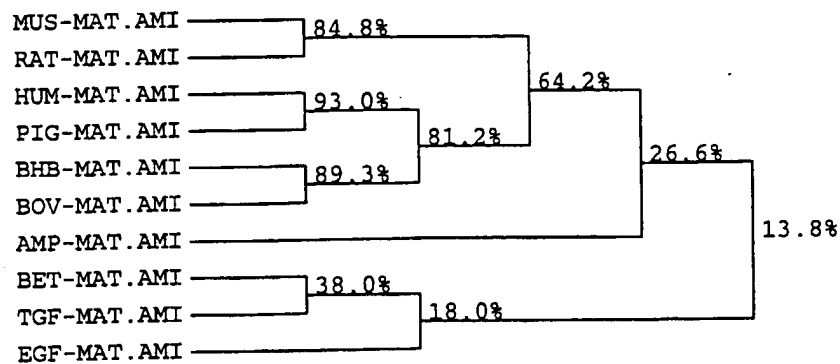 MUS-MAT.AMI
84.8%
RAT-MAT.AMI
64.2%
HUM-MAT.AMI
93.0%
PIG-MAT.AMI
81.2%
26.6%
BHB-MAT.AMI
89.3%
BOV-MAT.AMI
13.8%
AMP-MAT.AMI
BET-MAT.AMI
38.0%
18.0%
TGF-MAT.AMI
EGF-MAT.AMI